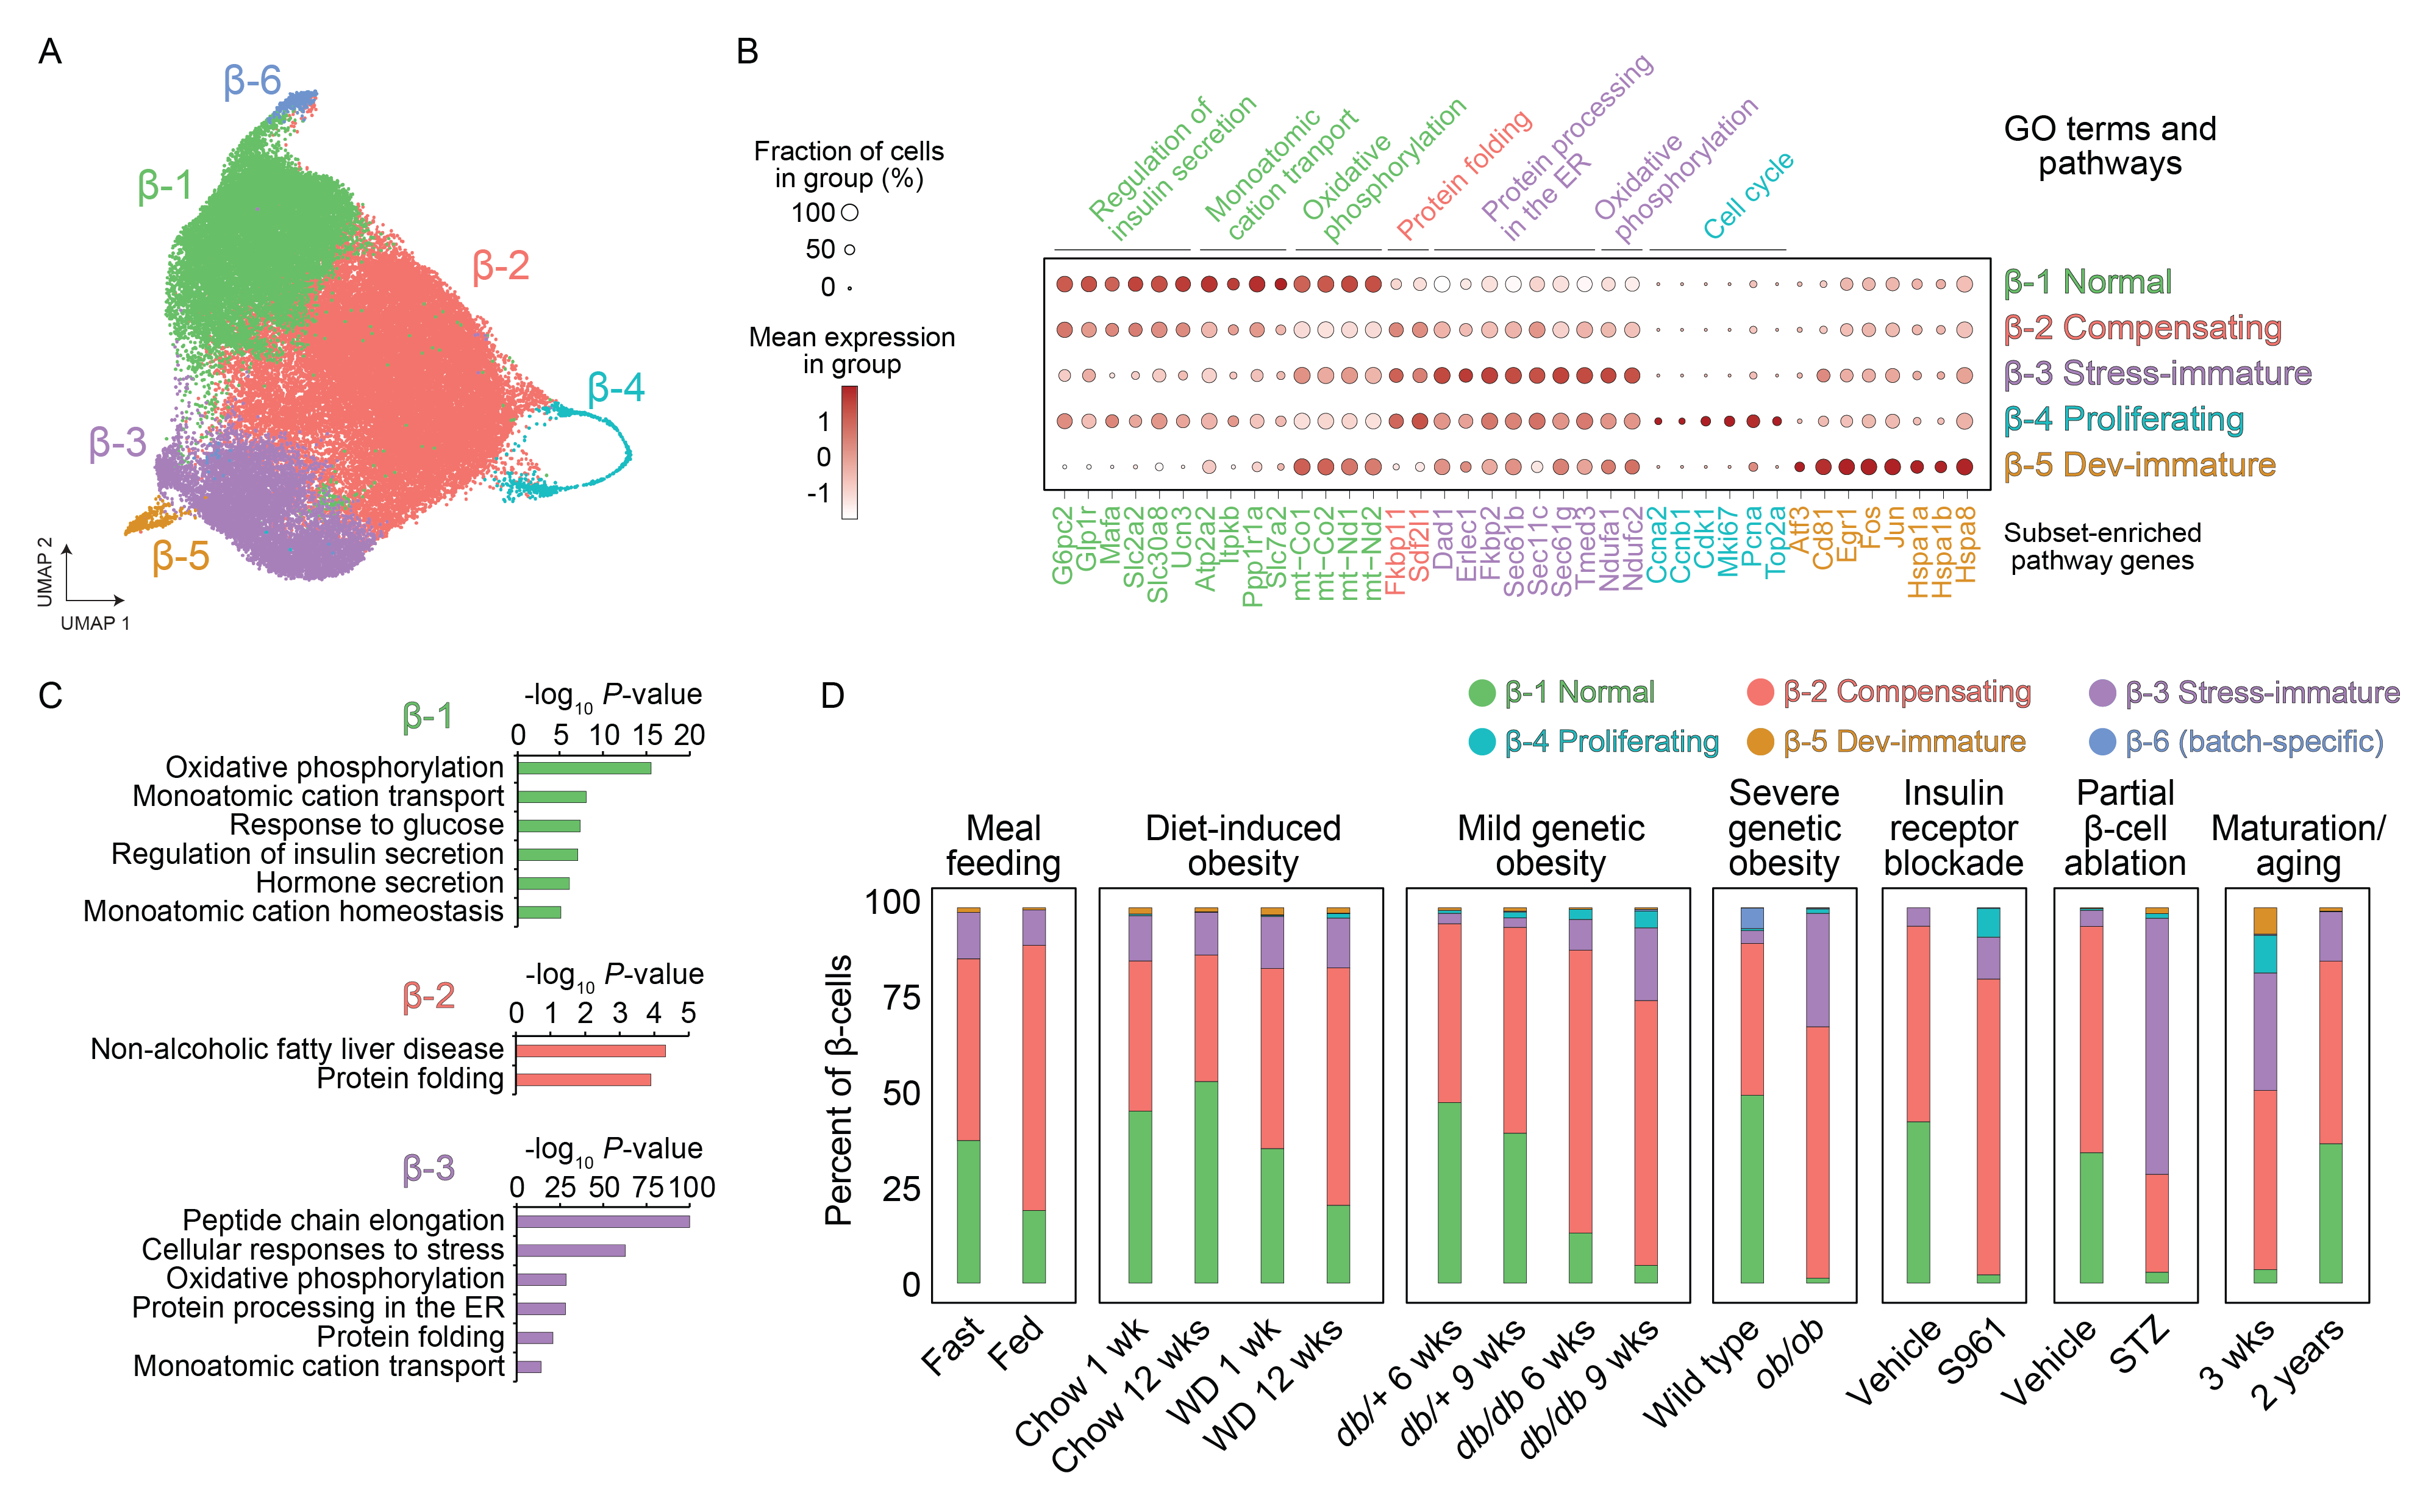 A
β-6
β-1
β-2
β-4
β-3
β-5
UMAP 2
UMAP 1
B
Fraction of cells
in group (%)
100
50
0
Mean expression
in group
1
0
-1
Regulation of
insulin secretion
Monoatomic
cation tranport
Oxidative
phosphorylation
Protein folding
Protein processing
in the ER
Oxidative
phosphorylation
Cell cycle
GO terms and
pathways
β-1 Normal
β-2 Compensating
β-3 Stress-immature
β-4 Proliferating
β-5 Dev-immature
G6pc2
Glp1r
Mafa
Slc2a2
Slc30a8
Ucn3
Atp2a2
Itpkb
Ppp1r1a
Slc7a2
mt−Co1
mt−Co2
mt−Nd1
mt−Nd2
Fkbp11
Sdf2l1
Dad1
Erlec1
Fkbp2
Sec61b
Sec11c
Sec61g
Tmed3
Ndufa1
Ndufc2
Ccna2
Ccnb1
Cdk1
Mki67
Pcna
Top2a
Atf3
Cd81
Egr1
Fos
Jun
Hspa1a
Hspa1b
Hspa8
Subset-enriched
pathway genes
C
β-1
-log10 P-value
0 5 10 15 20
Oxidative phosphorylation
Monoatomic cation transport
Response to glucose
Regulation of insulin secretion
Hormone secretion
Monoatomic cation homeostasis
β-2
-log10 P-value
0 1 2 3 4 5
Non-alcoholic fatty liver disease
Protein folding
β-3
-log10 P-value
0 25 50 75 100
Peptide chain elongation
Cellular responses to stress
Oxidative phosphorylation
Protein processing in the ER
Protein folding
Monoatomic cation transport
D
β-1 Normal
β-2 Compensating
β-3 Stress-immature
β-4 Proliferating
β-5 Dev-immature
β-6 (batch-specific)
Meal
feeding
Diet-induced
obesity
Mild genetic
obesity
Severe
genetic
obesity
Insulin
receptor
blockade
Partial
β-cell
ablation
Maturation/
aging
Percent of β-cells
100
75
50
25
0
Fast
Fed
Chow 1 wk
Chow 12 wks
WD 1 wk
WD 12 wks
db/+ 6 wks
db/+ 9 wks
db/db 6 wks
db/db 9 wks
Wild type
ob/ob
Vehicle
S961
Vehicle
STZ
3 wks
2 years